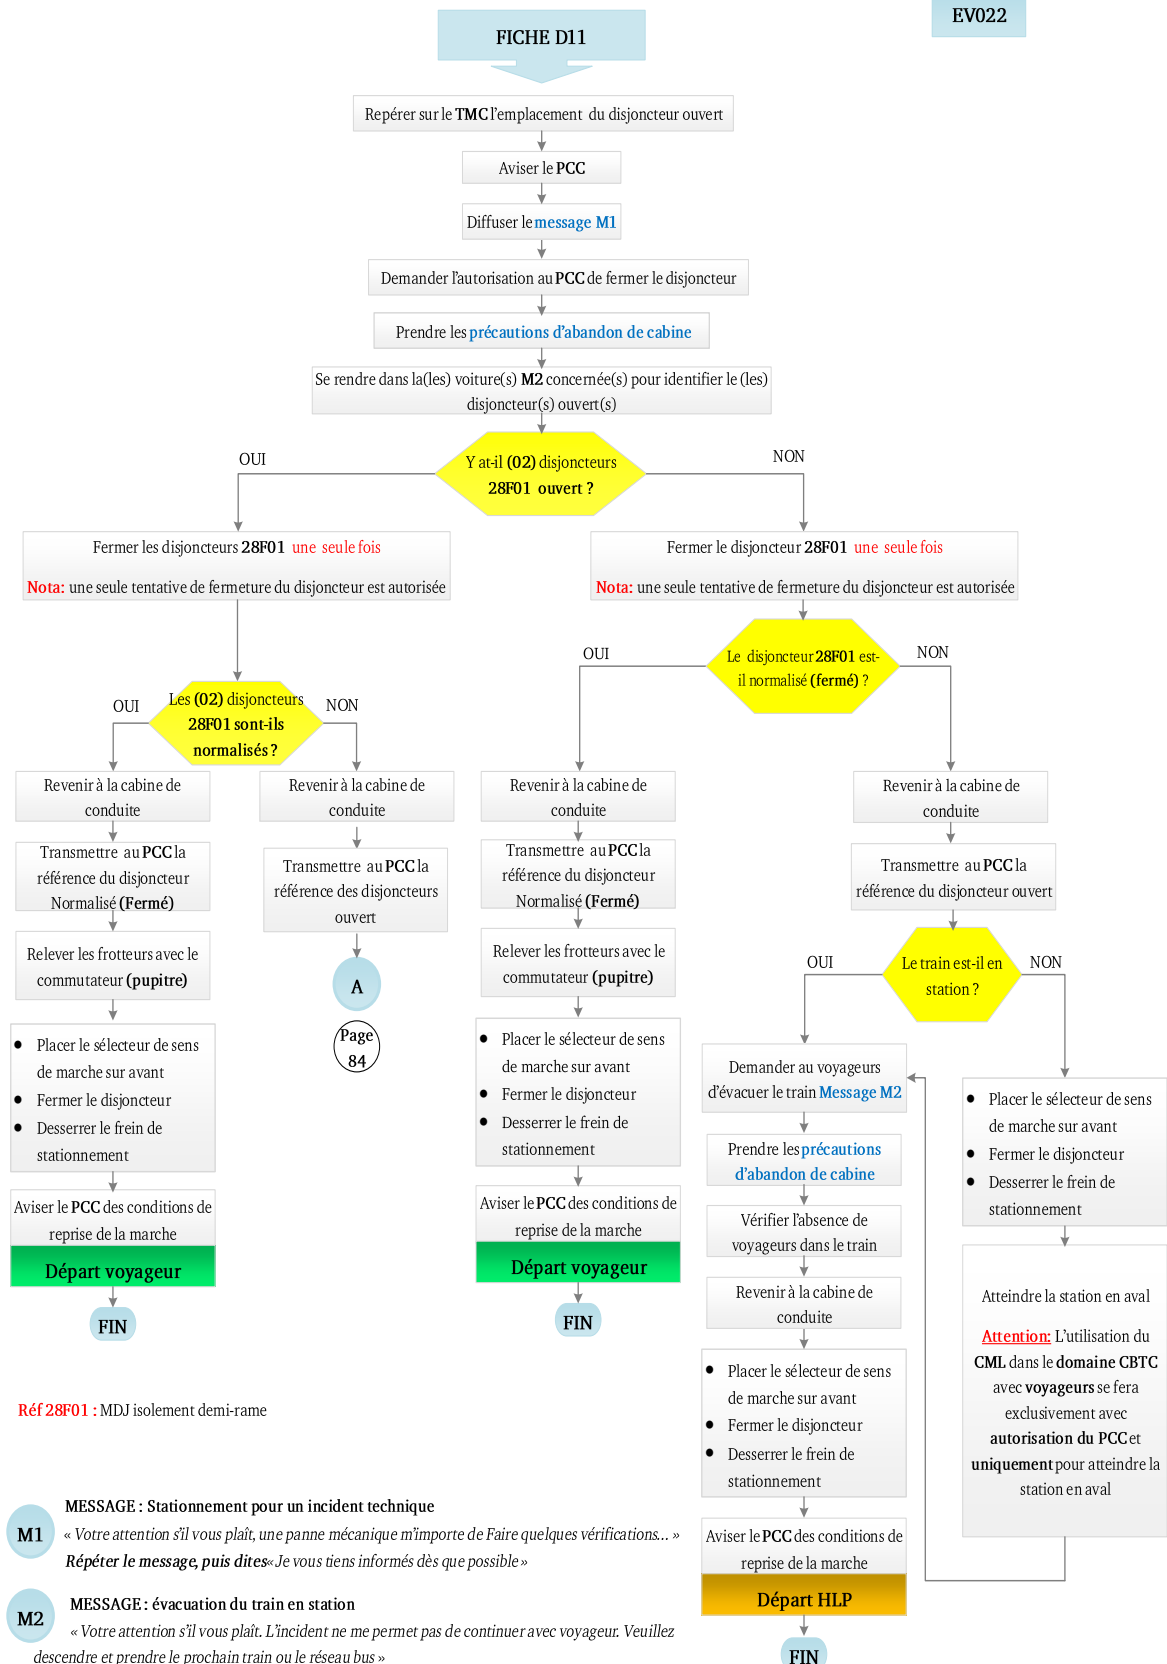 EV022
FICHE D11
Repérer sur le TMC l'emplacement du disjoncteur ouvert
Aviser le PCC
Diffuser le message M1
Demander l'autorisation au PCC de fermer le disjoncteur
Prendre les précautions d'abandon de cabine
Se rendre dans la(les) voiture(s) M2 concernée(s) pour identifier le (les)
disjoncteur(s) ouvert(s)
Y at-il (02) disjoncteurs
28F01 ouvert ?
OUI
NON
Fermer les disjoncteurs 28F01 une seule fois
Nota: une seule tentative de fermeture du disjoncteur est autorisée
Les (02) disjoncteurs
28F01 sont-ils
normalisés ?
OUI
NON
Revenir à la cabine de
conduite
Transmettre au PCC la
référence du disjoncteur
Normalisé (Fermé)
Relever les frotteurs avec le
commutateur (pupitre)
• Placer le sélecteur de sens
de marche sur avant
• Fermer le disjoncteur
• Desserrer le frein de
stationnement
Aviser le PCC des conditions de
reprise de la marche
Départ voyageur
FIN
Revenir à la cabine de
conduite
Transmettre au PCC la
référence des disjoncteurs
ouvert
A
Page
84
Fermer le disjoncteur 28F01 une seule fois
Nota: une seule tentative de fermeture du disjoncteur est autorisée
Le disjoncteur 28F01 est-
il normalisé (fermé) ?
OUI
NON
Revenir à la cabine de
conduite
Transmettre au PCC la
référence du disjoncteur
Normalisé (Fermé)
Relever les frotteurs avec le
commutateur (pupitre)
• Placer le sélecteur de sens
de marche sur avant
• Fermer le disjoncteur
• Desserrer le frein de
stationnement
Aviser le PCC des conditions de
reprise de la marche
Départ voyageur
FIN
Revenir à la cabine de
conduite
Transmettre au PCC la
référence du disjoncteur ouvert
Le train est-il en
station ?
OUI
NON
Demander au voyageurs
d'évacuer le train Message M2
Prendre les précautions
d'abandon de cabine
Vérifier l'absence de
voyageurs dans le train
Revenir à la cabine de
conduite
• Placer le sélecteur de sens
de marche sur avant
• Fermer le disjoncteur
• Desserrer le frein de
stationnement
Aviser le PCC des conditions de
reprise de la marche
Départ HLP
FIN
• Placer le sélecteur de sens
de marche sur avant
• Fermer le disjoncteur
• Desserrer le frein de
stationnement
Atteindre la station en aval
Attention: L'utilisation du
CML dans le domaine CBTC
avec voyageurs se fera
exclusivement avec
autorisation du PCC et
uniquement pour atteindre la
station en aval
Réf 28F01 : MDJ isolement demi-rame
M1
MESSAGE : Stationnement pour un incident technique
« Votre attention s'il vous plaît, une panne mécanique m'importe de Faire quelques vérifications... »
Répéter le message, puis dites «Je vous tiens informés dès que possible »
M2
MESSAGE : évacuation du train en station
« Votre attention s'il vous plaît. L'incident ne me permet pas de continuer avec voyageur. Veuillez
descendre et prendre le prochain train ou le réseau bus »